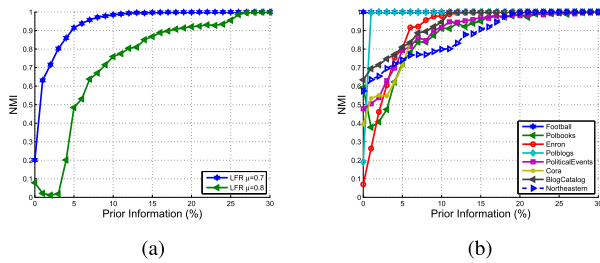 1
0.9
0.8
0.7
0.6
0.5
0.4
0.3
0.2
0.1
0
NMI
0 5 10 15 20 25 30
Prior Information (%)
LFR μ=0.7
LFR μ=0.8
(a)
1
0.9
0.8
0.7
0.6
0.5
0.4
0.3
0.2
0.1
0
NMI
0 5 10 15 20 25 30
Prior Information (%)
Football
Polbooks
Enron
Polblogs
PoliticalEvents
Cora
BlogCatalog
Northeastern
(b)